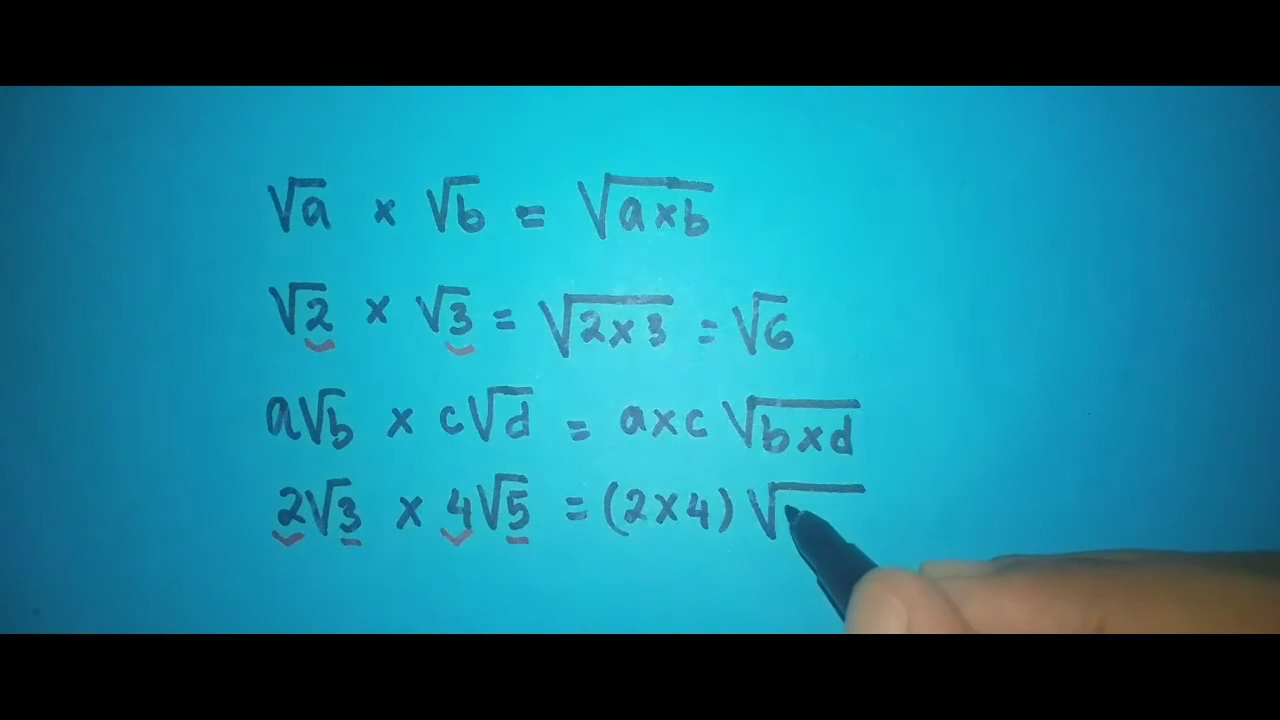 √a × √b = √a×b
√2 × √3 = √2×3 = √6
a√b × c√d = a×c √b×d
2√3 × 4√5 = (2×4) √